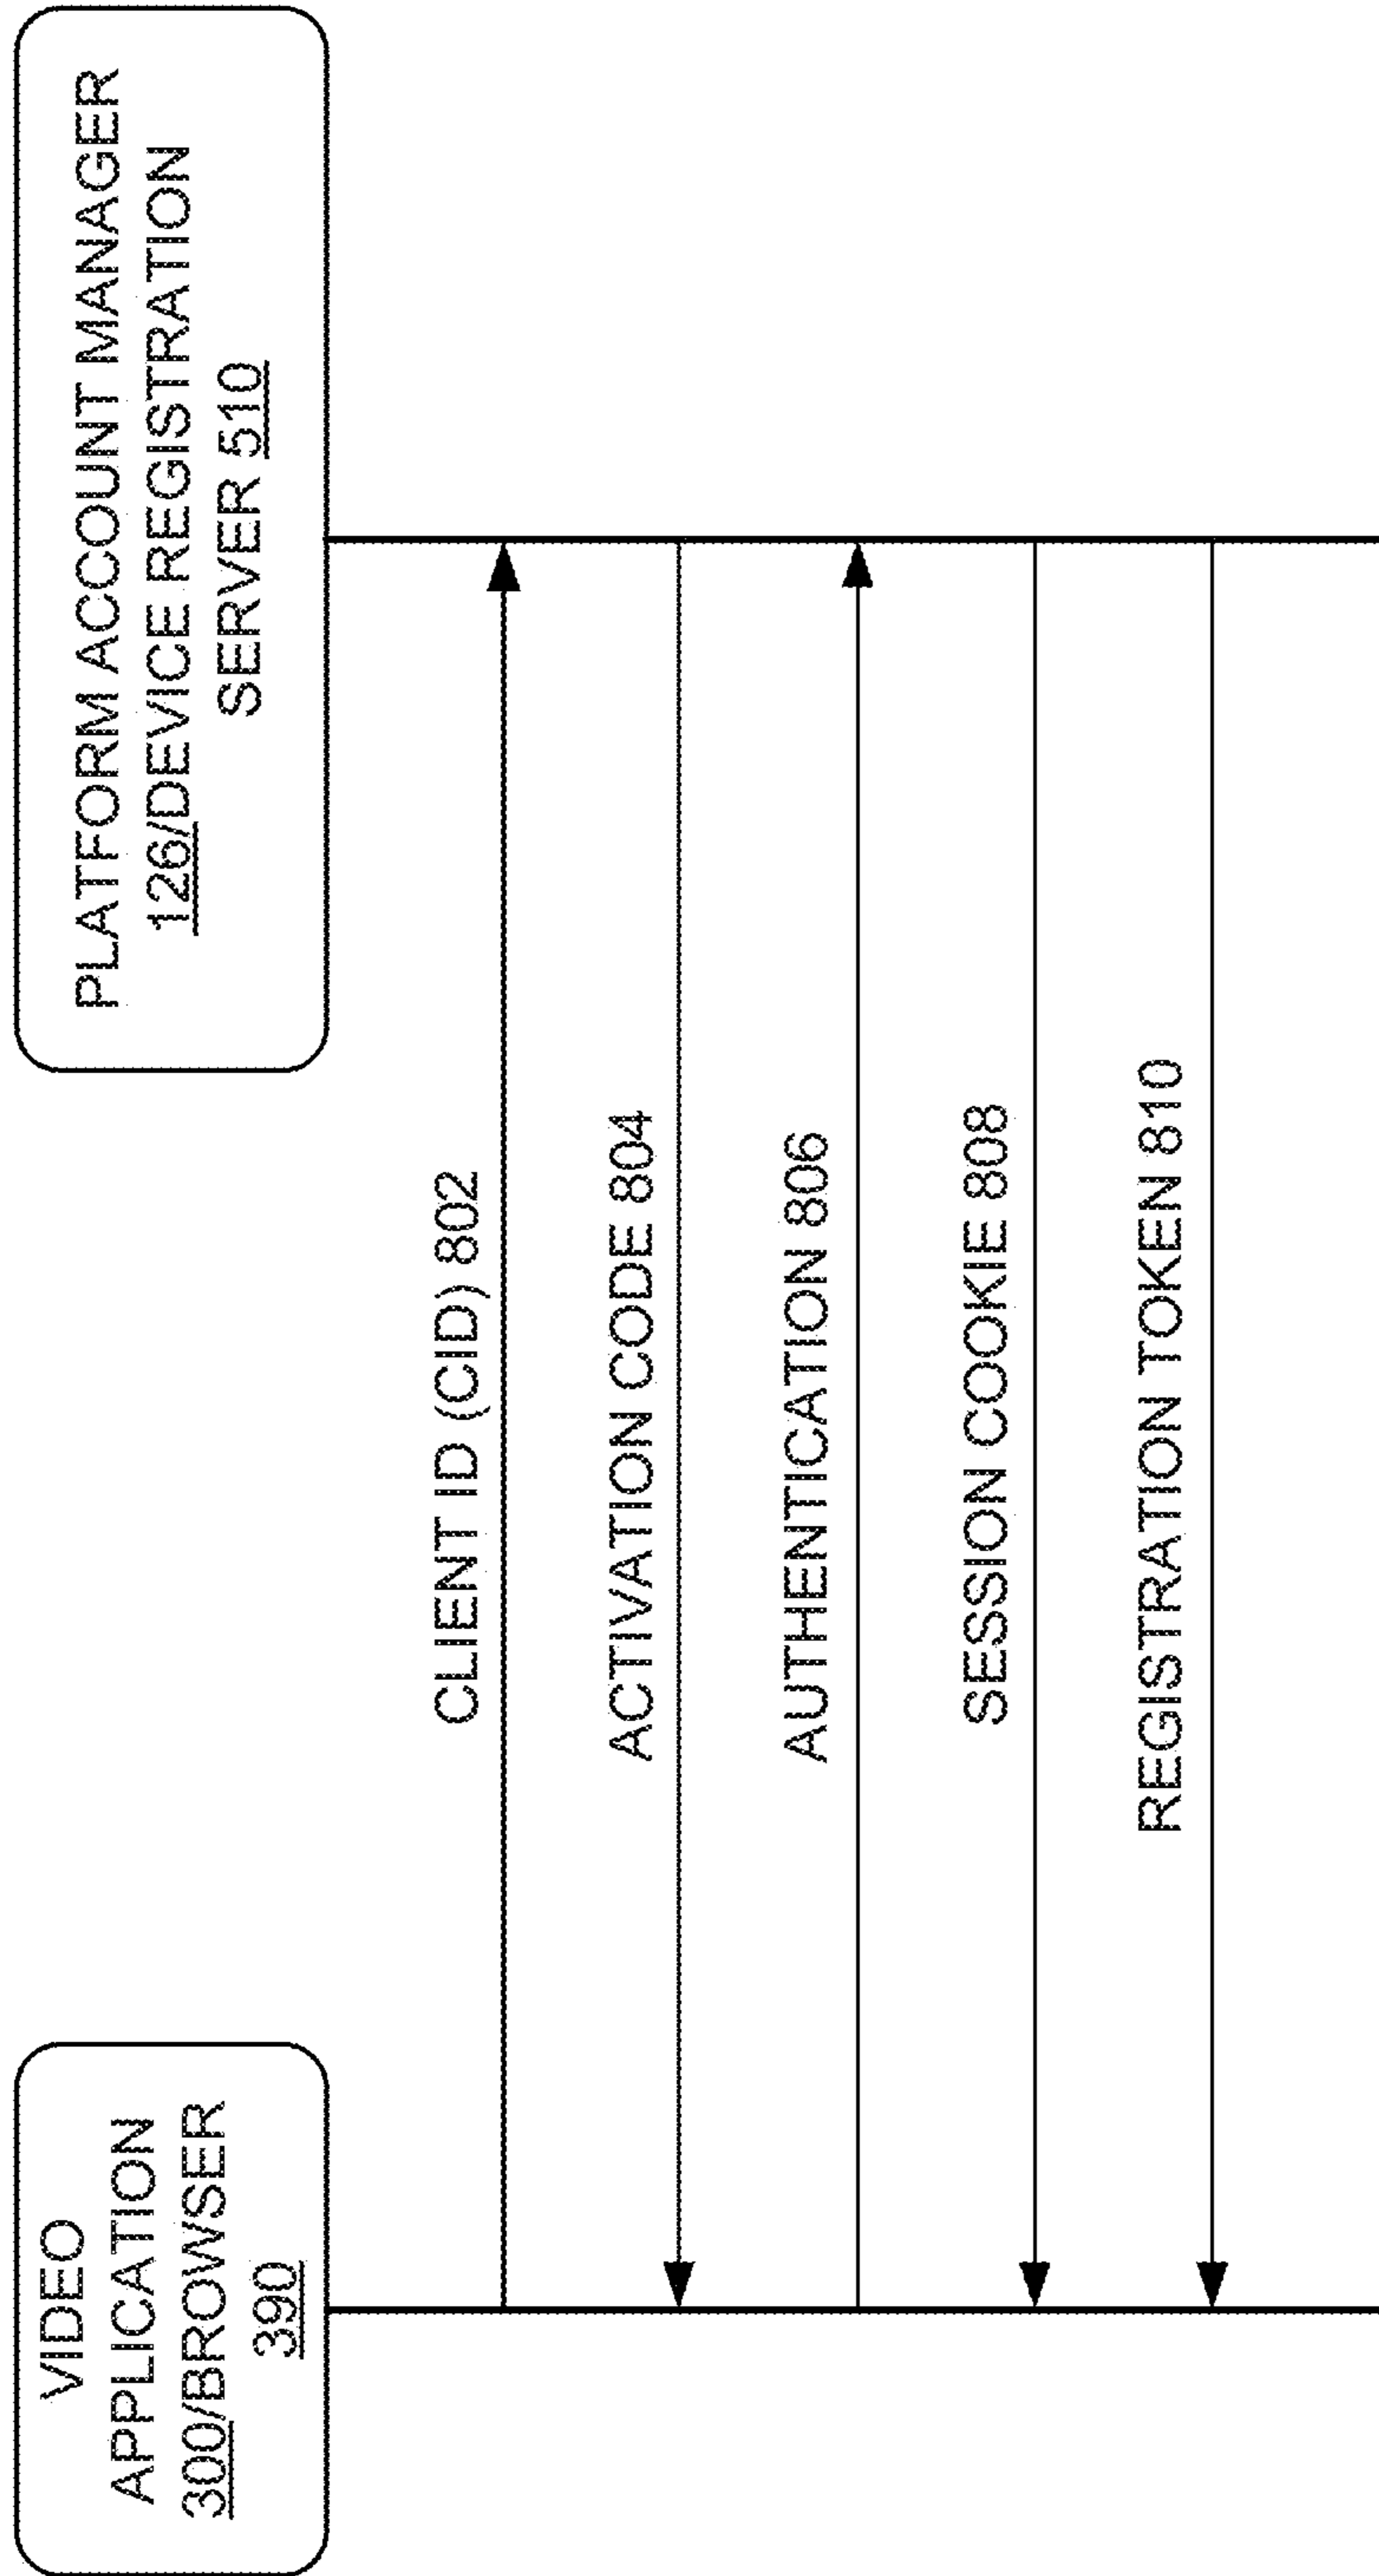 VIDEO
APPLICATION
300/BROWSER
390
PLATFORM ACCOUNT MANAGER
126/DEVICE REGISTRATION
SERVER 510
CLIENT ID (CID) 802
ACTIVATION CODE 804
AUTHENTICATION 806
SESSION COOKIE 808
REGISTRATION TOKEN 810